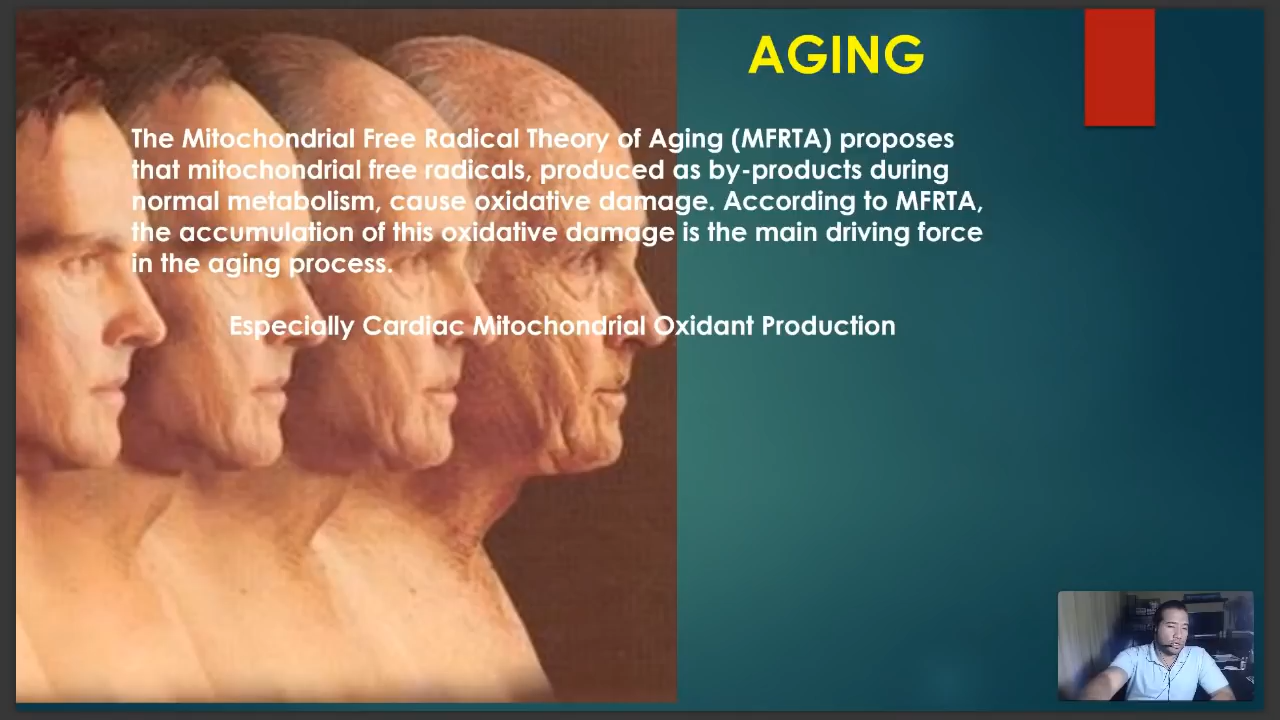 AGING
The Mitochondrial Free Radical Theory of Aging (MFRTA) proposes
that mitochondrial free radicals, produced as by-products during
normal metabolism, cause oxidative damage. According to MFRTA,
the accumulation of this oxidative damage is the main driving force
in the aging process.
Especially Cardiac Mitochondrial Oxidant Production